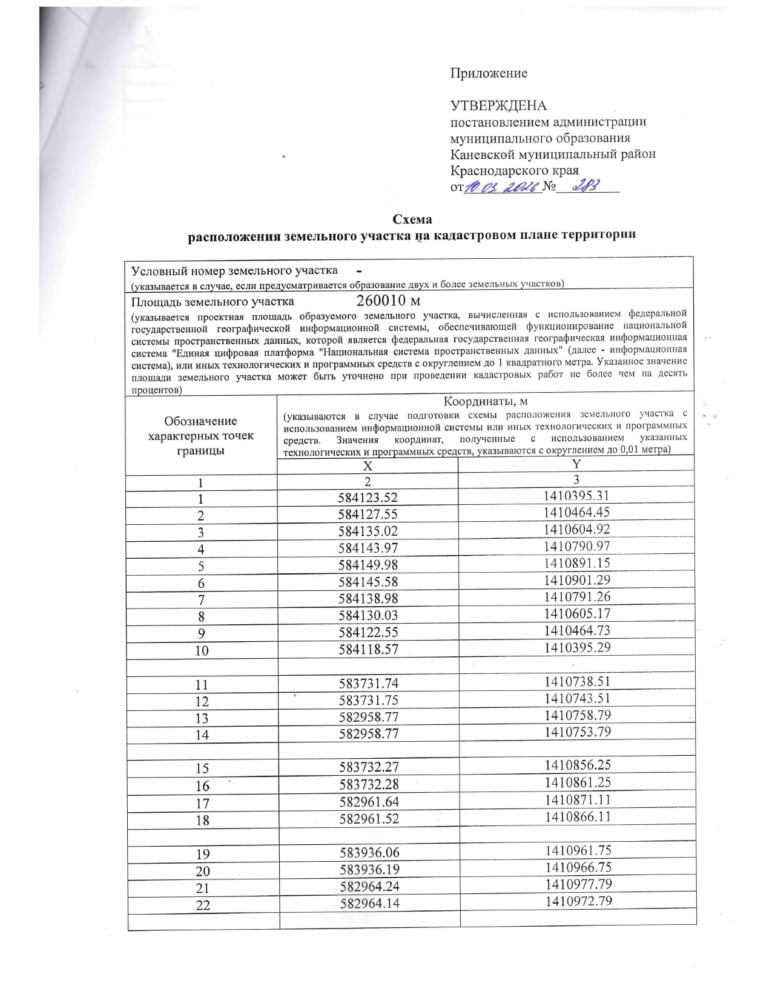 Приложение
УТВЕРЖДЕНА
постановлением администрации
муниципального образования
Каневской муниципальный район
Краснодарского края
от 10.03.2026 № 283
Схема
расположения земельного участка на кадастровом плане территории
Условный номер земельного участка -
(указывается в случае, если предусматривается образование двух и более земельных участков)
Площадь земельного участка 260010 м
(указывается проектная площадь образуемого земельного участка, вычисленная с использованием федеральной
государственной географической информационной системы, обеспечивающей функционирование национальной
системы пространственных данных, которой является федеральная государственная географическая информационная
система "Единая цифровая платформа "Национальная система пространственных данных" (далее - информационная
система), или иных технологических и программных средств с округлением до 1 квадратного метра. Указанное значение
площади земельного участка может быть уточнено при проведении кадастровых работ не более чем на десять
процентов)
Обозначение
характерных точек
границы
Координаты, м
(указываются в случае подготовки схемы расположения земельного участка с
использованием информационной системы или иных технологических и программных
средств. Значения координат, полученные с использованием указанных
технологических и программных средств, указываются с округлением до 0,01 метра)
X Y
1 2 3
1 584123.52 1410395.31
2 584127.55 1410464.45
3 584135.02 1410604.92
4 584143.97 1410790.97
5 584149.98 1410891.15
6 584145.58 1410901.29
7 584138.98 1410791.26
8 584130.03 1410605.17
9 584122.55 1410464.73
10 584118.57 1410395.29
11 583731.74 1410738.51
12 583731.75 1410743.51
13 582958.77 1410758.79
14 582958.77 1410753.79
15 583732.27 1410856.25
16 583732.28 1410861.25
17 582961.64 1410871.11
18 582961.52 1410866.11
19 583936.06 1410961.75
20 583936.19 1410966.75
21 582964.24 1410977.79
22 582964.14 1410972.79